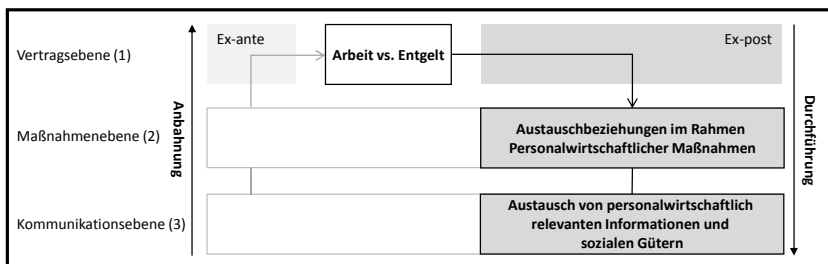 Ex-ante
Ex-post
Vertragsebene (1)
Arbeit vs. Entgelt
Anbahnung
Durchführung
Maßnahmenebene (2)
Austauschbeziehungen im Rahmen
Personalwirtschaftlicher Maßnahmen
Kommunikationsebene (3)
Austausch von personalwirtschaftlich
relevanten Informationen und
sozialen Gütern